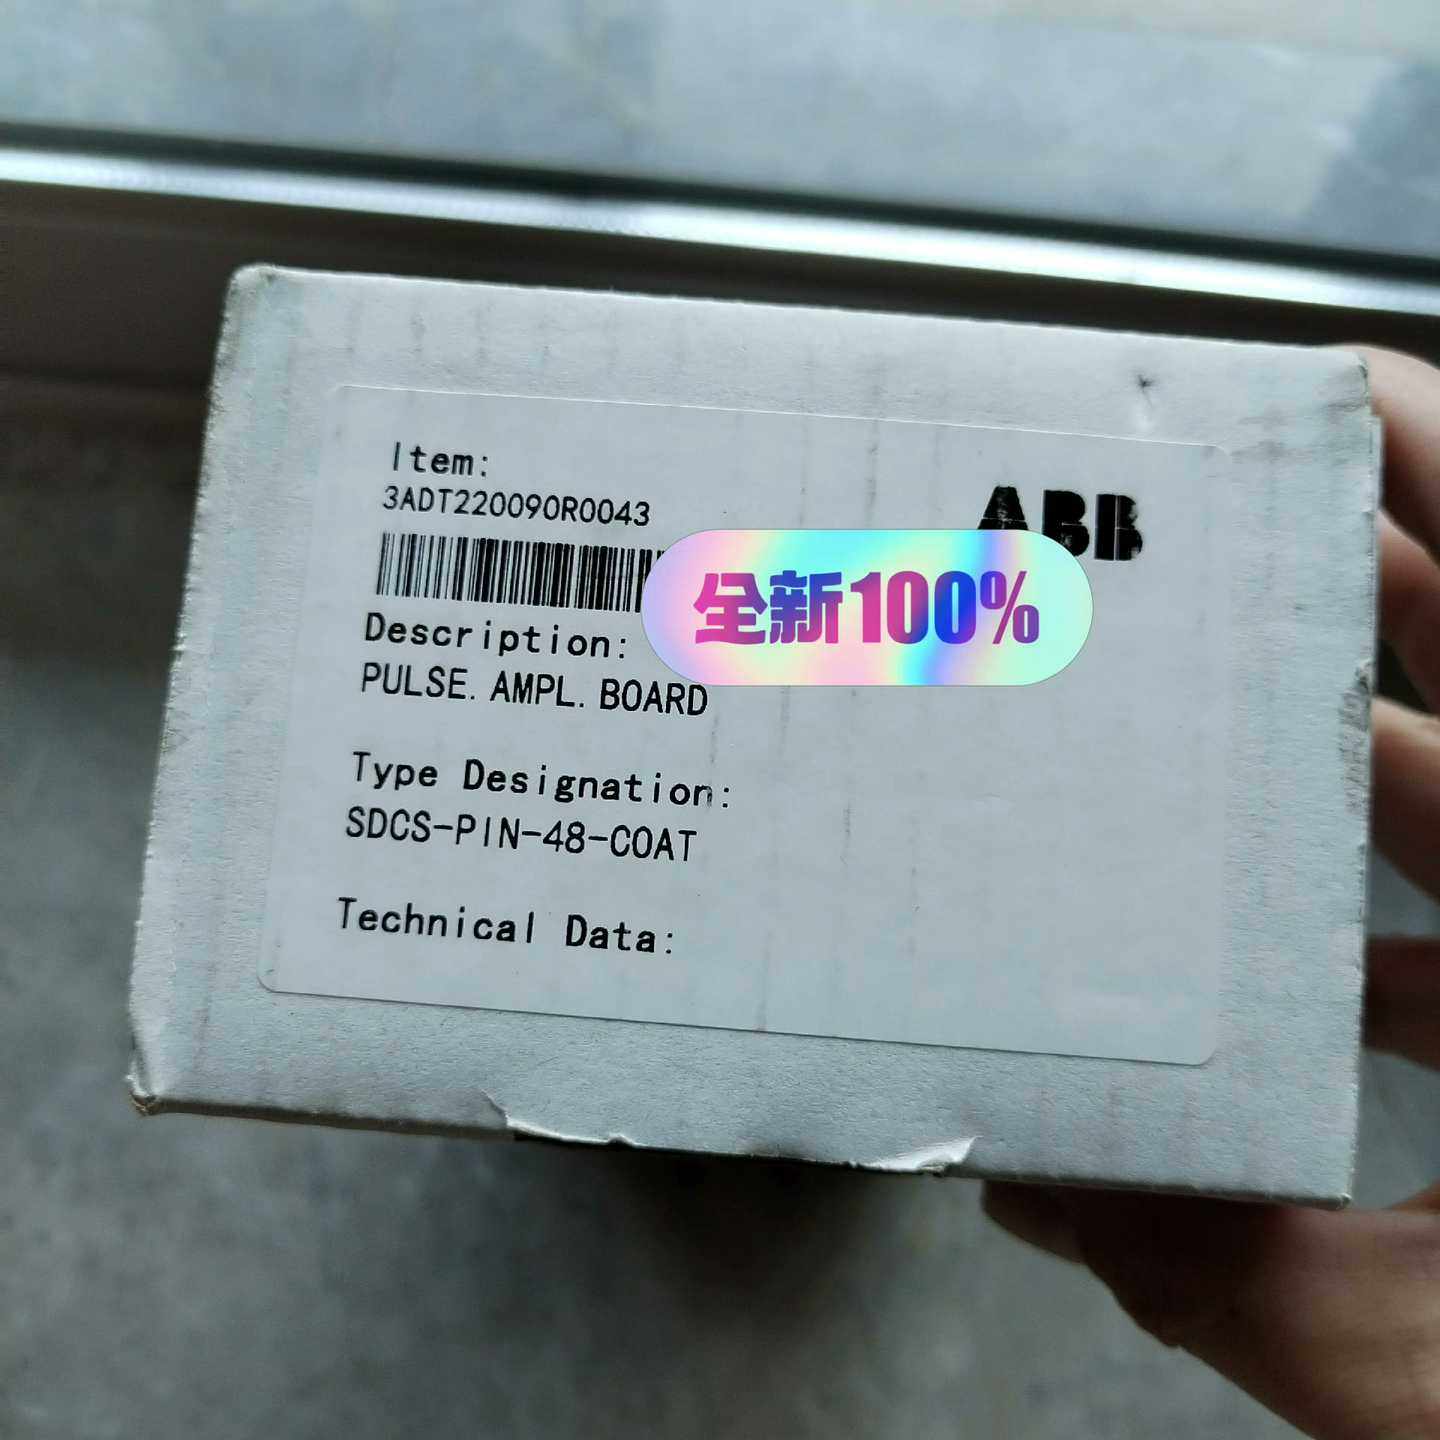 Item:
3ADT220090R0043
ABB
全新100%
Description:
PULSE. AMPL. BOARD
Type Designation:
SDCS-PIN-48-COAT
Technical Data: